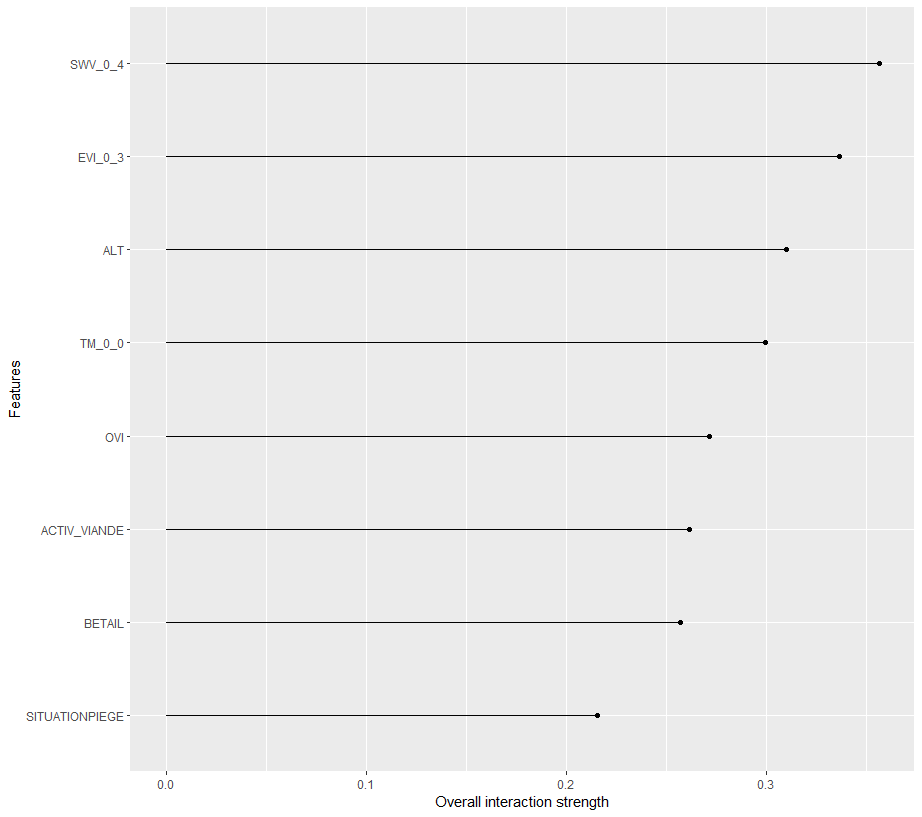 SWV_0_4
EVI_0_3
ALT
TM_0_0
OVI
ACTIV_VIANDE
BETAIL
SITUATIONPIEGE
Features
0.0 0.1 0.2 0.3
Overall interaction strength